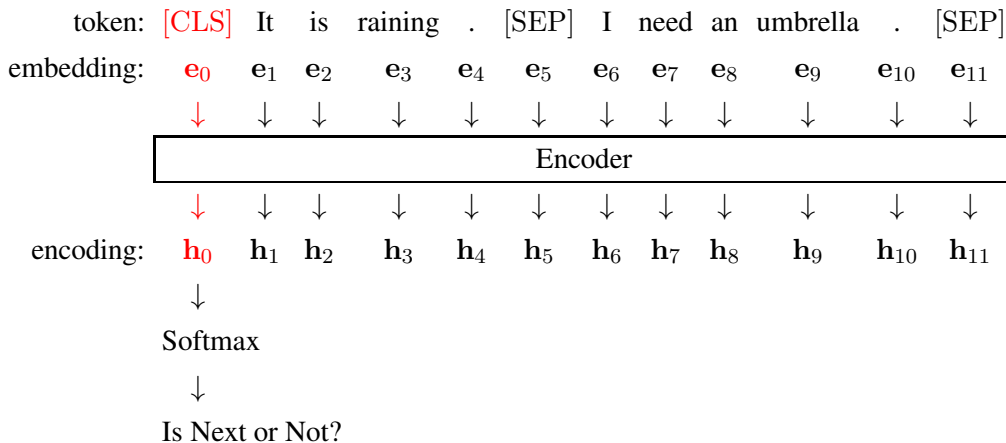 token: [CLS] It is raining . [SEP] I need an umbrella . [SEP]
embedding: e₀ e₁ e₂ e₃ e₄ e₅ e₆ e₇ e₈ e₉ e₁₀ e₁₁
↓ ↓ ↓ ↓ ↓ ↓ ↓ ↓ ↓ ↓ ↓ ↓
Encoder
↓ ↓ ↓ ↓ ↓ ↓ ↓ ↓ ↓ ↓ ↓ ↓
encoding: h₀ h₁ h₂ h₃ h₄ h₅ h₆ h₇ h₈ h₉ h₁₀ h₁₁
↓
Softmax
↓
Is Next or Not?